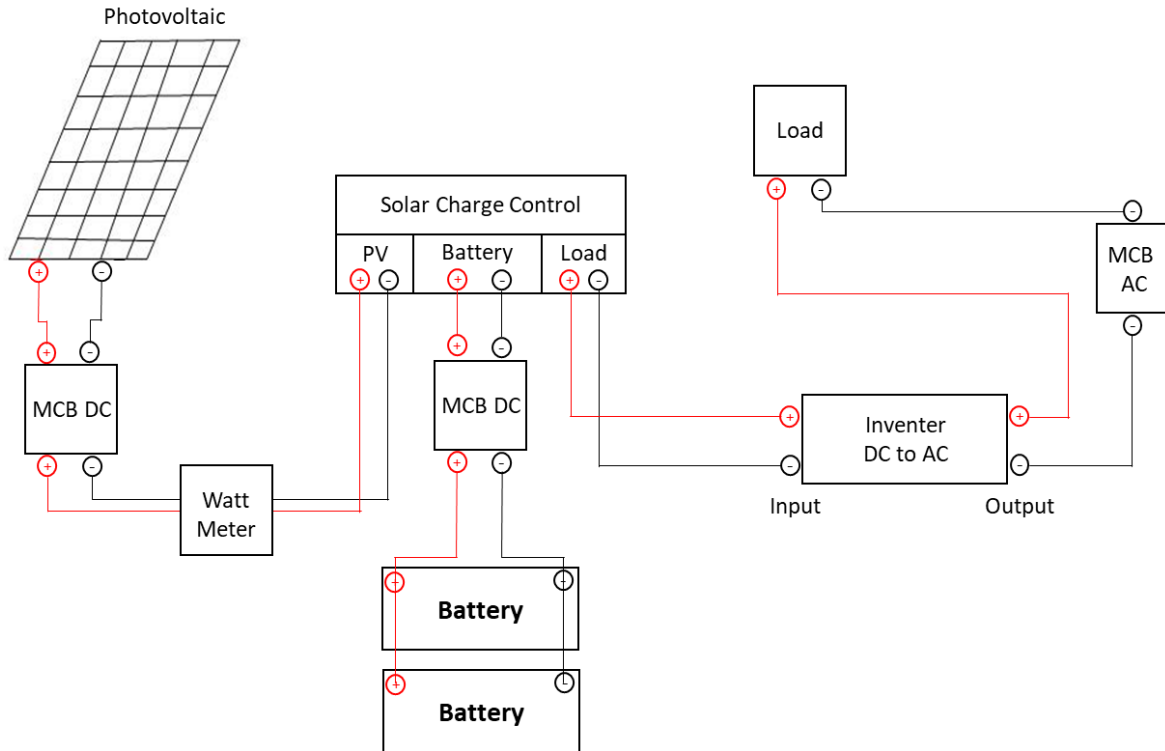 Photovoltaic
+
-
+
-
MCB DC
+
-
Watt
Meter
Solar Charge Control
PV
Battery
Load
+
-
+
-
+
-
+
-
MCB DC
+
-
+
-
Battery
+
-
Battery
Load
+
-
-
MCB
AC
-
+
-
Inventer
DC to AC
+
-
Input
Output